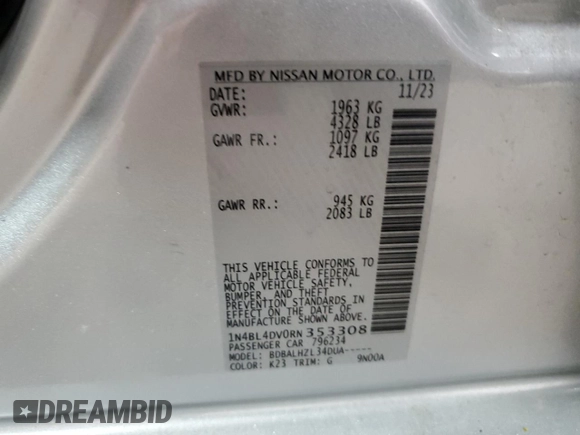 MFD BY NISSAN MOTOR CO., LTD.
DATE: 11/23
GVWR: 1963 KG
4328 LB
GAWR FR.: 1097 KG
2418 LB
GAWR RR.: 945 KG
2083 LB
THIS VEHICLE CONFORMS TO
ALL APPLICABLE FEDERAL
MOTOR VEHICLE SAFETY,
BUMPER, AND THEFT
PREVENTION STANDARDS IN
EFFECT ON THE DATE OF
MANUFACTURE SHOWN ABOVE.
1N4BL4DV0RN353308
PASSENGER CAR 796234
MODEL: BDBALHZL34DUA-----
COLOR: K23 TRIM: G 9N00A
DREAMBID